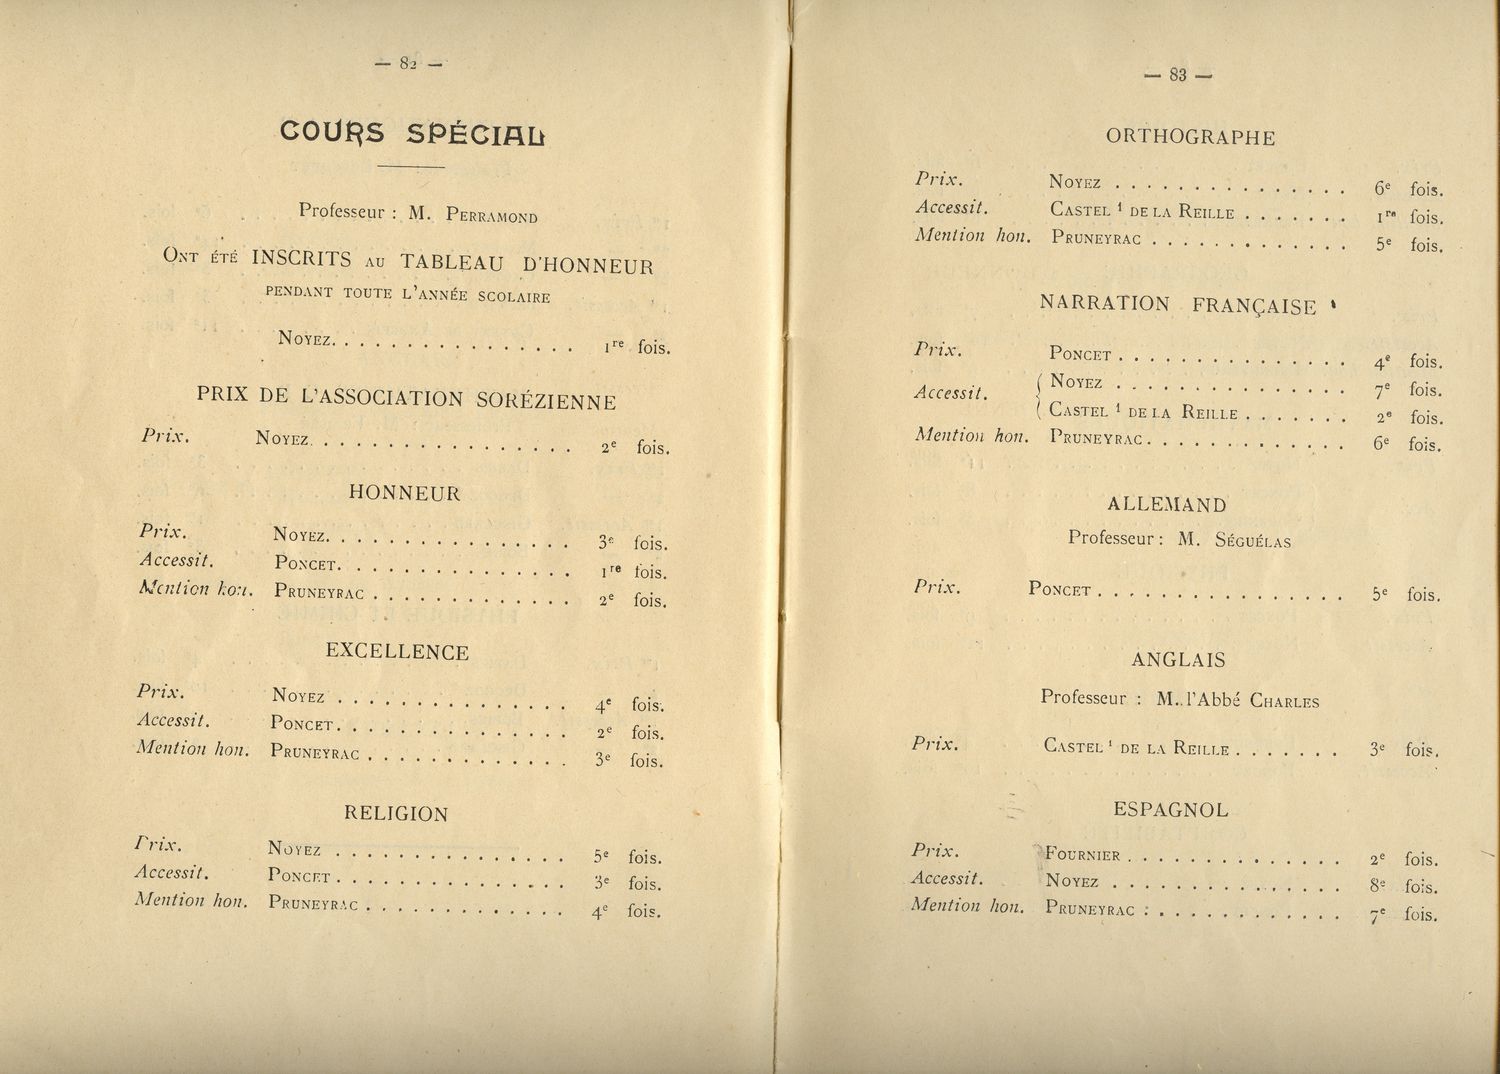 — 82 —
COURS SPÉCIAL
Professeur : M. PERRAMOND
ONT ÉTÉ INSCRITS AU TABLEAU D'HONNEUR
PENDANT TOUTE L'ANNÉE SCOLAIRE
NOYEZ. . . . . . . . . . . . . . . . 1re fois.
PRIX DE L'ASSOCIATION SORÉZIENNE
Prix. NOYEZ. . . . . . . . . . . . . . . . 2e fois.
HONNEUR
Prix. NOYEZ. . . . . . . . . . . . . . . . 3e fois.
Accessit. PONCET. . . . . . . . . . . . . . . 1re fois.
Mention hon. PRUNEYRAC . . . . . . . . . . . . . 2e fois.
EXCELLENCE
Prix. NOYEZ . . . . . . . . . . . . . . . 4e fois.
Accessit. PONCET. . . . . . . . . . . . . . . 2e fois.
Mention hon. PRUNEYRAC . . . . . . . . . . . . . 3e fois.
RELIGION
Prix. NOYEZ . . . . . . . . . . . . . . . 5e fois.
Accessit. PONCET . . . . . . . . . . . . . . . 3e fois.
Mention hon. PRUNEYRAC . . . . . . . . . . . . . 4e fois.
— 83 —
ORTHOGRAPHE
Prix. NOYEZ . . . . . . . . . . . . . . . 6e fois.
Accessit. CASTEL 1 DE LA REILLE . . . . . . . 1re fois.
Mention hon. PRUNEYRAC . . . . . . . . . . . . . 5e fois.
NARRATION FRANÇAISE
Prix. PONCET . . . . . . . . . . . . . . . 4e fois.
Accessit. { NOYEZ . . . . . . . . . . . . . . . 7e fois.
CASTEL 1 DE LA REILLE . . . . . . . 2e fois.
Mention hon. PRUNEYRAC . . . . . . . . . . . . . 6e fois.
ALLEMAND
Professeur : M. SÉGUÉLAS
Prix. PONCET . . . . . . . . . . . . . . . . 5e fois.
ANGLAIS
Professeur : M. l'Abbé CHARLES
Prix. CASTEL 1 DE LA REILLE . . . . . . . 3e fois.
ESPAGNOL
Prix. FOURNIER . . . . . . . . . . . . . . 2e fois.
Accessit. NOYEZ . . . . . . . . . . . . . . . 8e fois.
Mention hon. PRUNEYRAC . . . . . . . . . . . . . 7e fois.